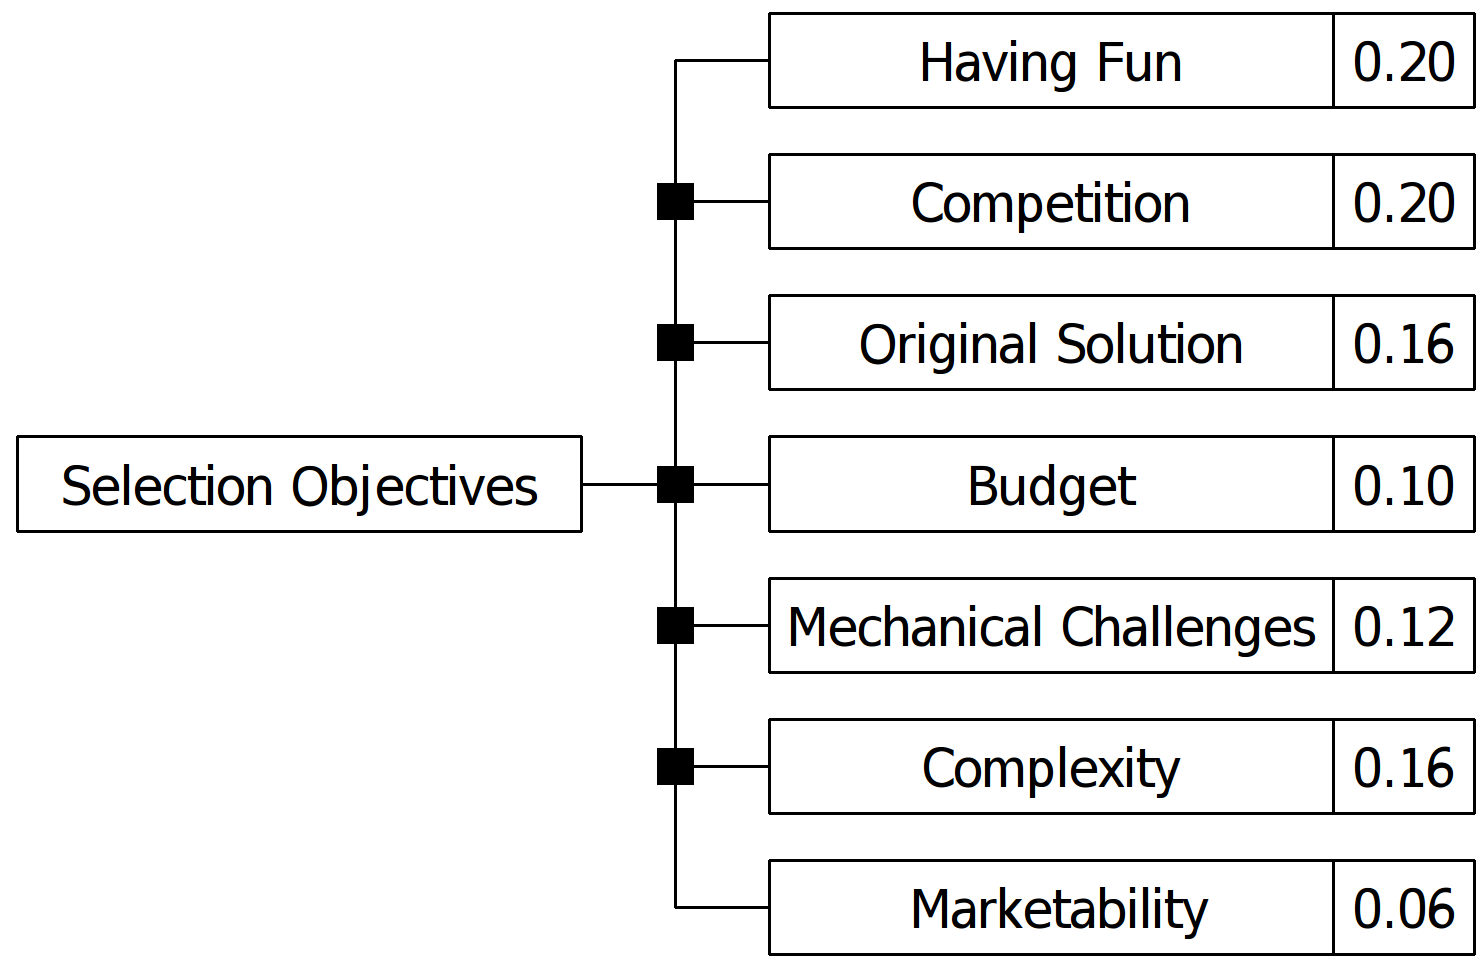 Having Fun 0.20
Competition 0.20
Original Solution 0.16
Selection Objectives
Budget 0.10
Mechanical Challenges 0.12
Complexity 0.16
Marketability 0.06